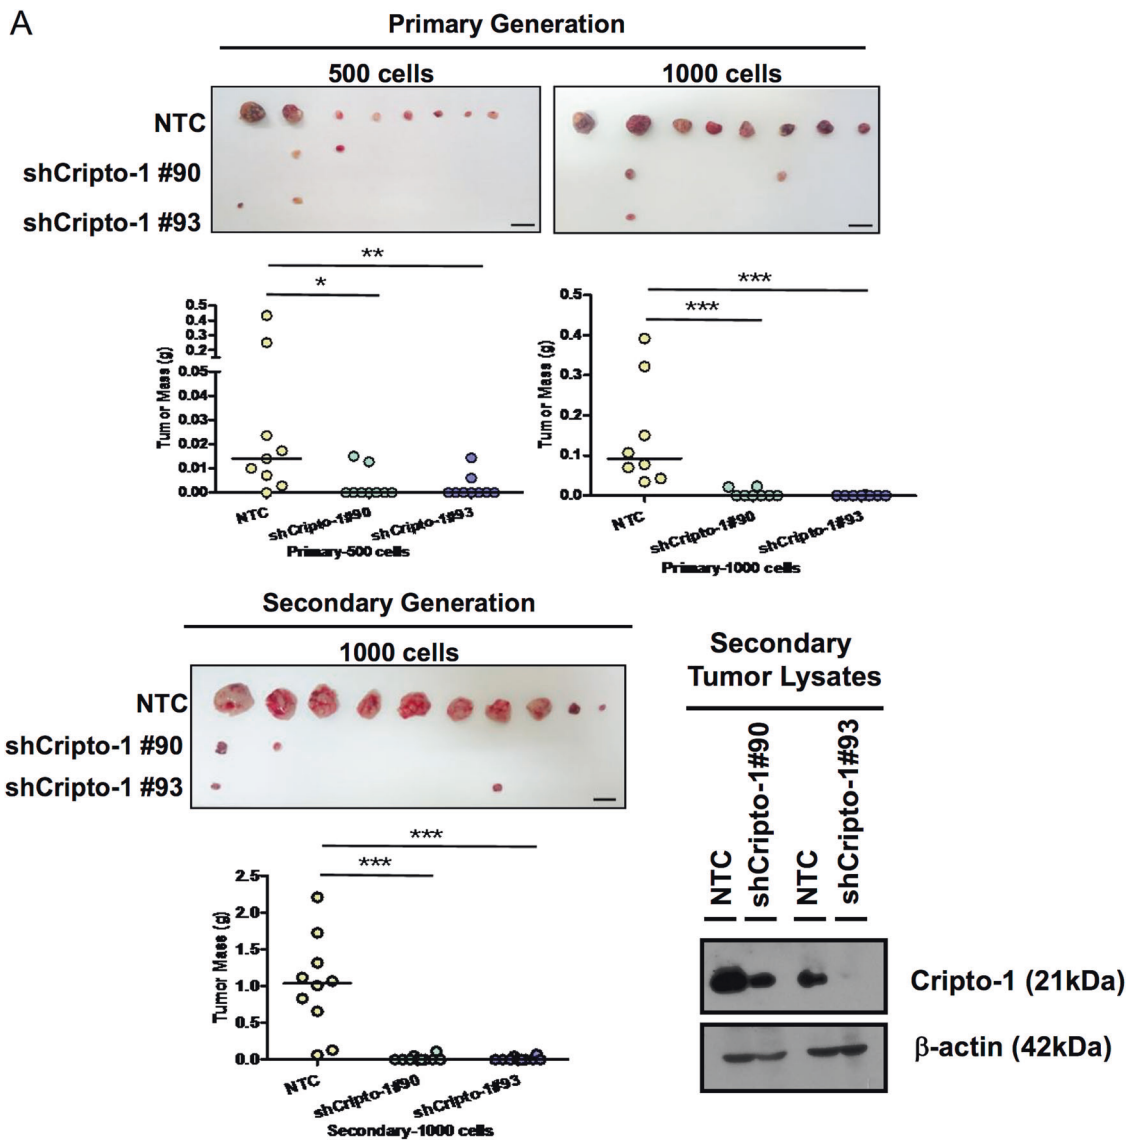 A
Primary Generation
500 cells
1000 cells
NTC
shCripto-1 #90
shCripto-1 #93
**
*
Tumor Mass (g)
0.5
0.4
0.3
0.2
0.05
0.04
0.03
0.02
0.01
0.00
NTC
shCripto-1#90
shCripto-1#93
Primary-500 cells
***
***
Tumor Mass (g)
0.5
0.4
0.3
0.2
0.1
0.0
NTC
shCripto-1#90
shCripto-1#93
Primary-1000 cells
Secondary Generation
1000 cells
NTC
shCripto-1 #90
shCripto-1 #93
***
***
Tumor Mass (g)
2.5
2.0
1.5
1.0
0.5
0.0
NTC
shCripto-1#90
shCripto-1#93
Secondary-1000 cells
Secondary
Tumor Lysates
NTC
shCripto-1#90
NTC
shCripto-1#93
Cripto-1 (21kDa)
β-actin (42kDa)